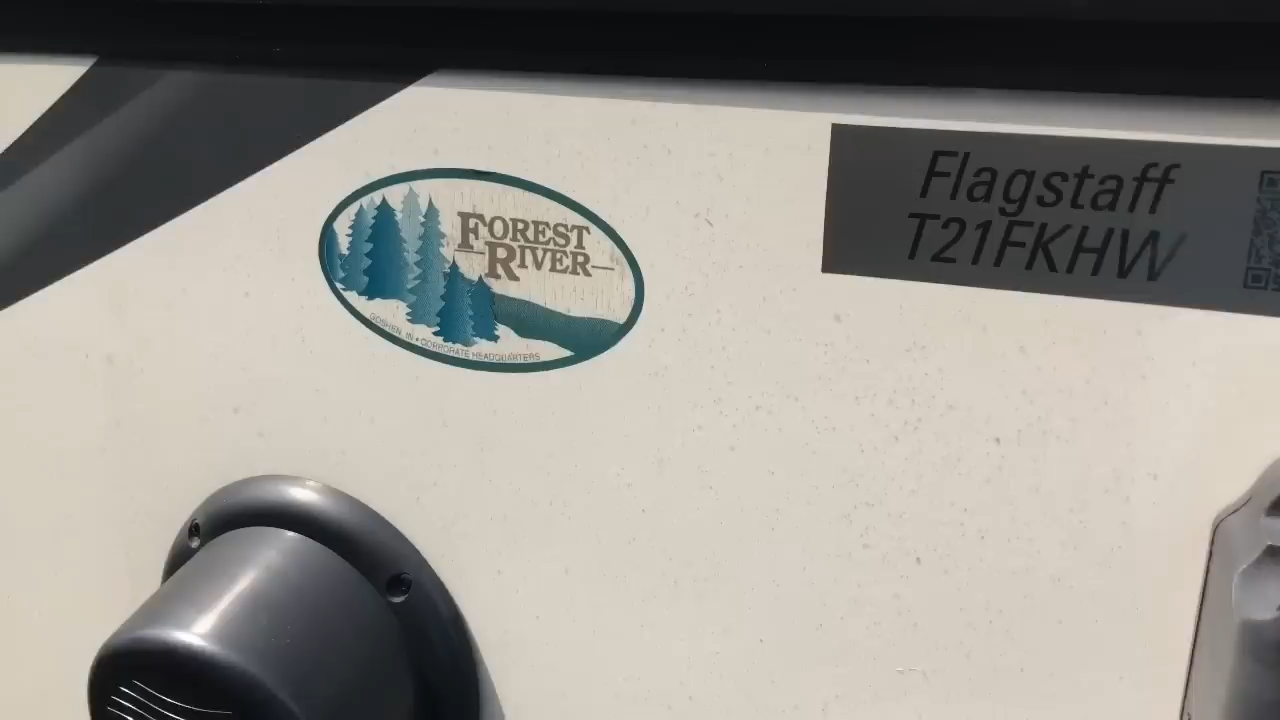 FOREST
RIVER
GOSHEN, IN • CORPORATE HEADQUARTERS
Flagstaff
T21FKHW